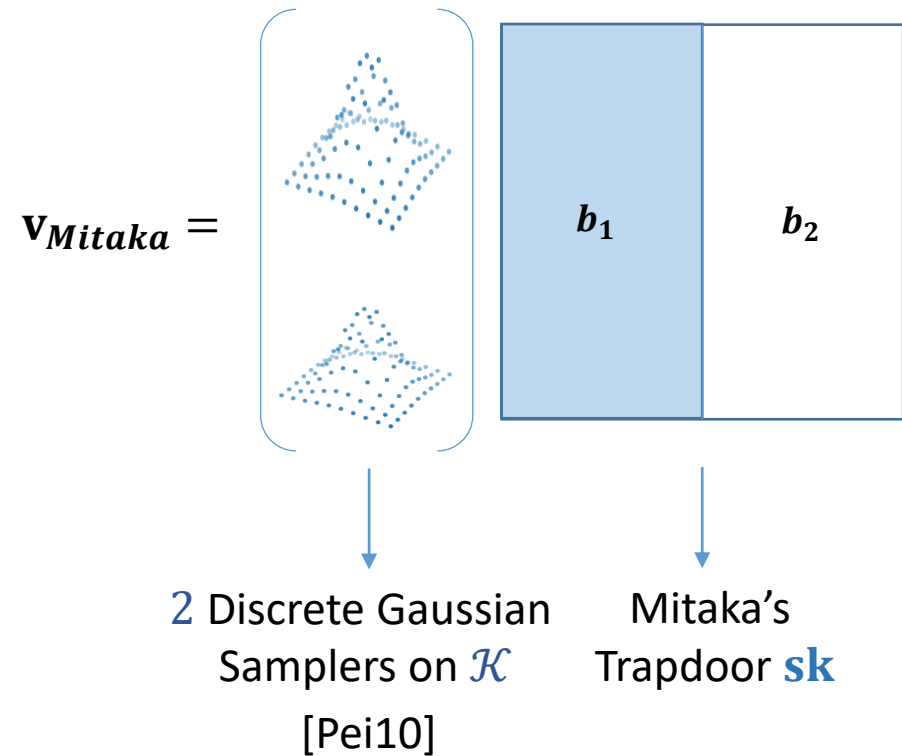 𝐯_𝑴𝒊𝒕𝒂𝒌𝒂 =
𝒃₁
𝒃₂
2 Discrete Gaussian
Samplers on 𝒦
[Pei10]
Mitaka’s
Trapdoor 𝐬𝐤